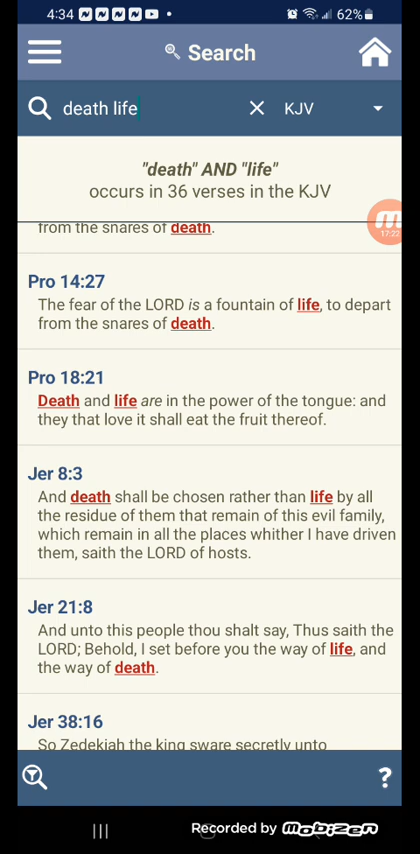 4:34
62%
Search
death life
KJV
"death" AND "life"
occurs in 36 verses in the KJV
17:22
from the snares of death.
Pro 14:27
The fear of the LORD is a fountain of life, to depart
from the snares of death.
Pro 18:21
Death and life are in the power of the tongue: and
they that love it shall eat the fruit thereof.
Jer 8:3
And death shall be chosen rather than life by all
the residue of them that remain of this evil family,
which remain in all the places whither I have driven
them, saith the LORD of hosts.
Jer 21:8
And unto this people thou shalt say, Thus saith the
LORD; Behold, I set before you the way of life, and
the way of death.
Jer 38:16
So Zedekiah the king sware secretly unto
?
Recorded by Mobizen